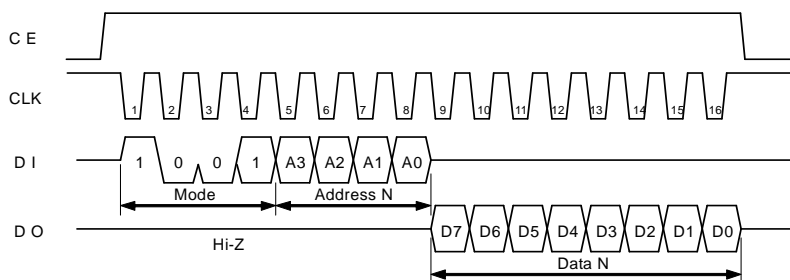 C E
CLK
1 2 3 4 5 6 7 8 9 10 11 12 13 14 15 16
D I
1 0 0 1 A3 A2 A1 A0
Mode
Address N
D O
Hi-Z
D7 D6 D5 D4 D3 D2 D1 D0
Data N